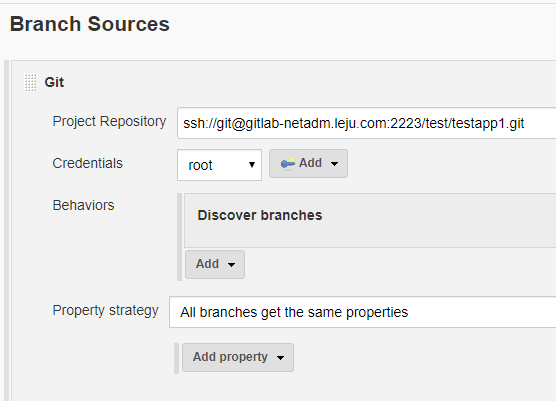 Branch Sources
Git
Project Repository ssh://git@gitlab-netadm.leju.com:2223/test/testapp1.git
Credentials root Add
Behaviors
Discover branches
Add
Property strategy All branches get the same properties
Add property